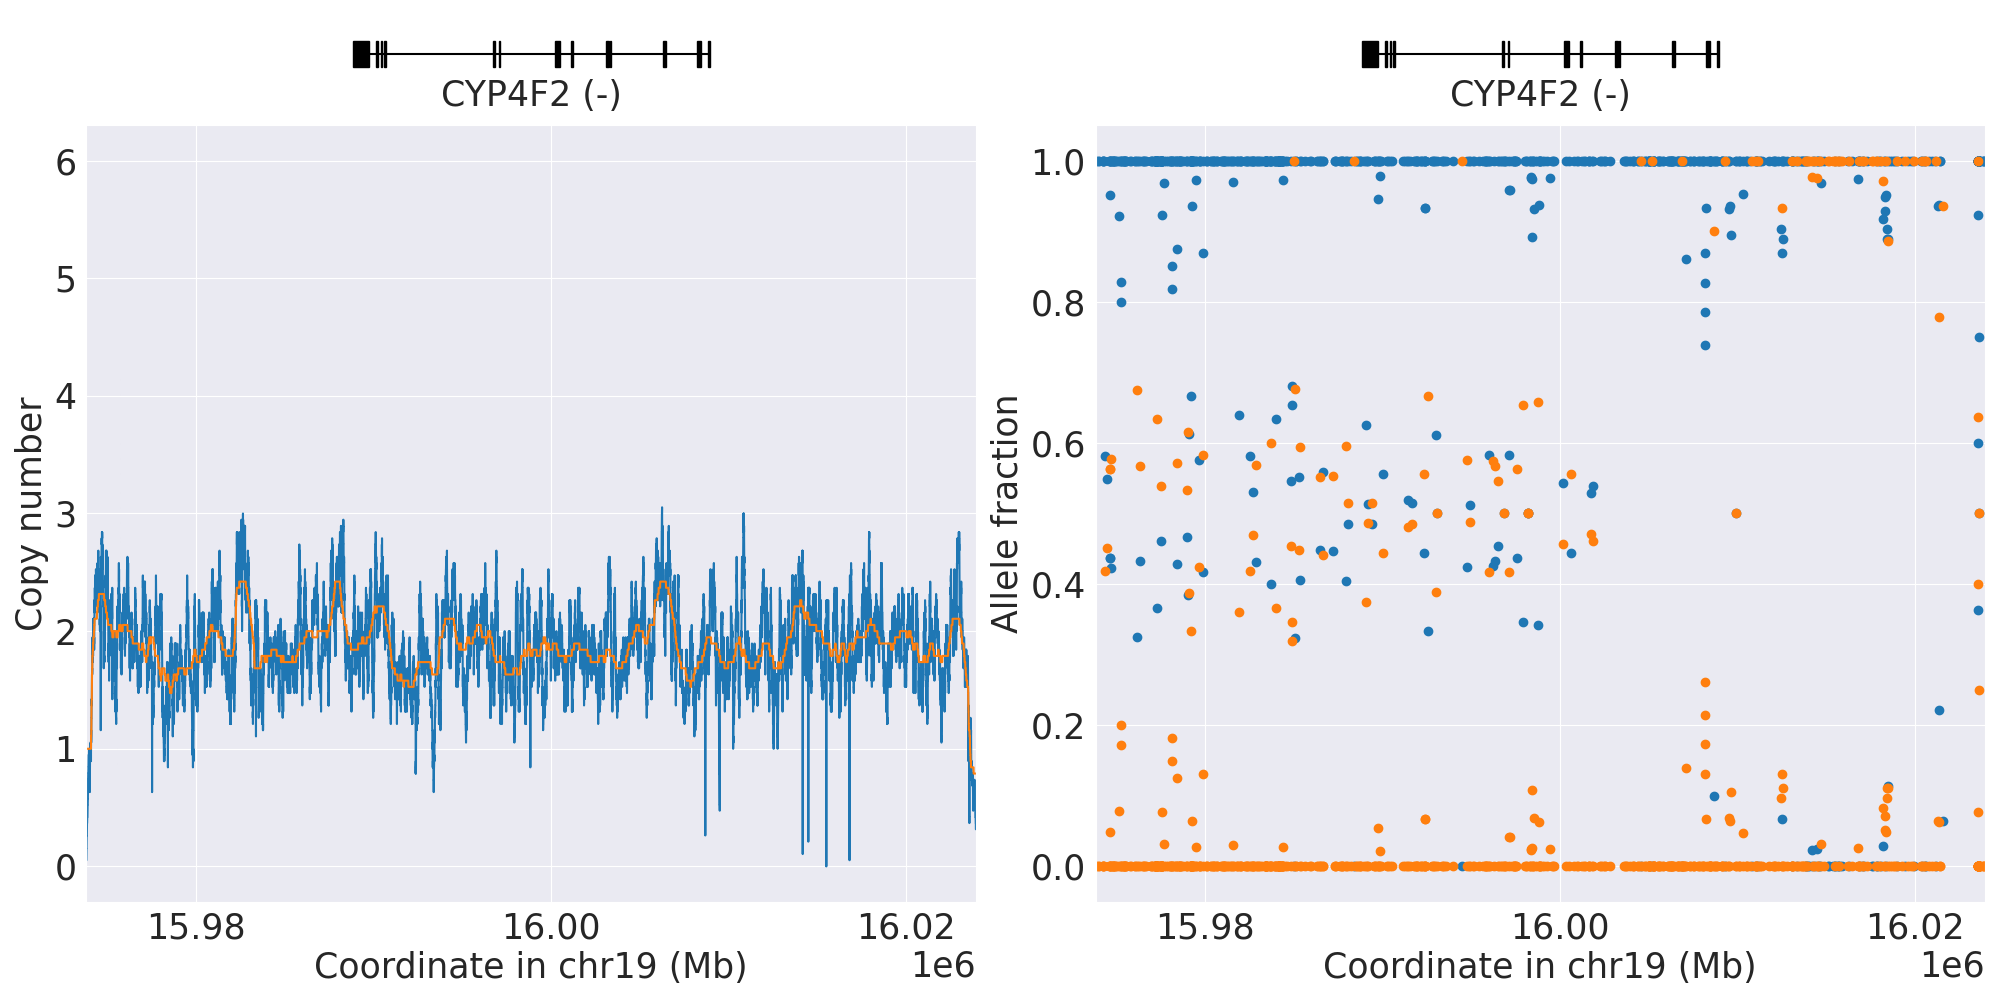 CYP4F2 (-)
6
5
4
3
2
1
0
Copy number
15.98
16.00
16.02
Coordinate in chr19 (Mb)
1e6
CYP4F2 (-)
1.0
0.8
0.6
0.4
0.2
0.0
Allele fraction
15.98
16.00
16.02
Coordinate in chr19 (Mb)
1e6